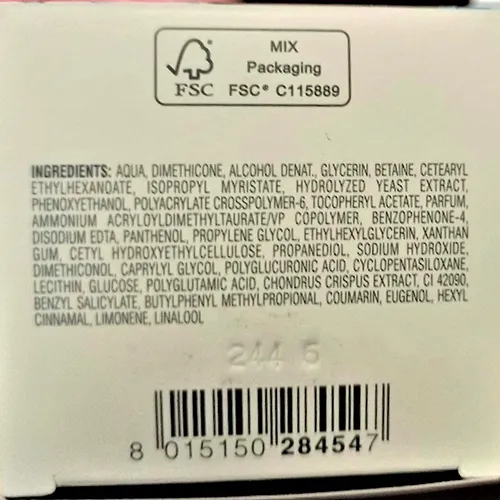 MIX
Packaging
FSC FSC® C115889
INGREDIENTS: AQUA, DIMETHICONE, ALCOHOL DENAT., GLYCERIN, BETAINE, CETEARYL
ETHYLHEXANOATE, ISOPROPYL MYRISTATE, HYDROLYZED YEAST EXTRACT,
PHENOXYETHANOL, POLYACRYLATE CROSSPOLYMER-6, TOCOPHERYL ACETATE, PARFUM,
AMMONIUM ACRYLOYLDIMETHYLTAURATE/VP COPOLYMER, BENZOPHENONE-4,
DISODIUM EDTA, PANTHENOL, PROPYLENE GLYCOL, ETHYLHEXYLGLYCERIN, XANTHAN
GUM, CETYL HYDROXYETHYLCELLULOSE, PROPANEDIOL, SODIUM HYDROXIDE,
DIMETHICONOL, CAPRYLYL GLYCOL, POLYGLUCURONIC ACID, CYCLOPENTASILOXANE,
LECITHIN, GLUCOSE, POLYGLUTAMIC ACID, CHONDRUS CRISPUS EXTRACT, CI 42090,
BENZYL SALICYLATE, BUTYLPHENYL METHYLPROPIONAL, COUMARIN, EUGENOL, HEXYL
CINNAMAL, LIMONENE, LINALOOL
244 5
8 015150 284547